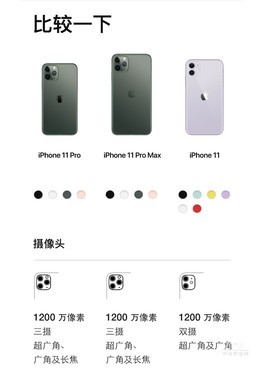 比较一下
iPhone 11 Pro
iPhone 11 Pro Max
iPhone 11
摄像头
1200 万像素
三摄
超广角、
广角及长焦
1200 万像素
三摄
超广角、
广角及长焦
1200 万像素
双摄
超广角及广角